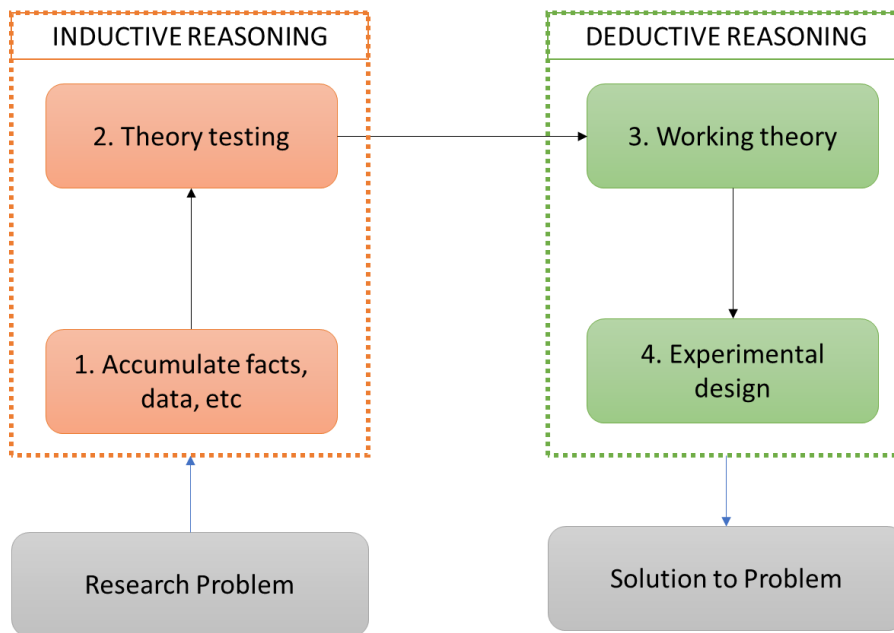 INDUCTIVE REASONING
2. Theory testing
1. Accumulate facts,
data, etc
Research Problem
DEDUCTIVE REASONING
3. Working theory
4. Experimental
design
Solution to Problem